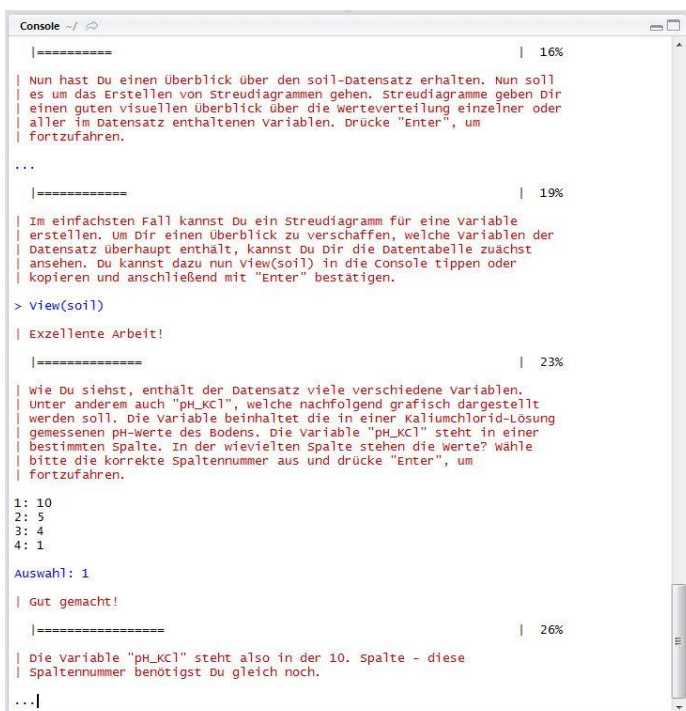 Console ~/
|========== | 16%
| Nun hast Du einen Überblick über den soil-Datensatz erhalten. Nun soll
| es um das Erstellen von Streudiagrammen gehen. Streudiagramme geben Dir
| einen guten visuellen Überblick über die Werteverteilung einzelner oder
| aller im Datensatz enthaltenen Variablen. Drücke "Enter", um
| fortzufahren.
...
|============ | 19%
| Im einfachsten Fall kannst Du ein Streudiagramm für eine Variable
| erstellen. Um Dir einen Überblick zu verschaffen, welche Variablen der
| Datensatz überhaupt enthält, kannst Du Dir die Datentabelle zuächst
| ansehen. Du kannst dazu nun View(soil) in die Console tippen oder
| kopieren und anschließend mit "Enter" bestätigen.
> View(soil)
| Exzellente Arbeit!
|============== | 23%
| Wie Du siehst, enthält der Datensatz viele verschiedene Variablen.
| Unter anderem auch "pH_KCl", welche nachfolgend grafisch dargestellt
| werden soll. Die Variable beinhaltet die in einer Kaliumchlorid-Lösung
| gemessenen pH-Werte des Bodens. Die Variable "pH_KCl" steht in einer
| bestimmten Spalte. In der wievielten Spalte stehen die Werte? Wähle
| bitte die korrekte Spaltennummer aus und drücke "Enter", um
| fortzufahren.
1: 10
2: 5
3: 4
4: 1
Auswahl: 1
| Gut gemacht!
|================= | 26%
| Die Variable "pH_KCl" steht also in der 10. Spalte - diese
| Spaltennummer benötigst Du gleich noch.
...